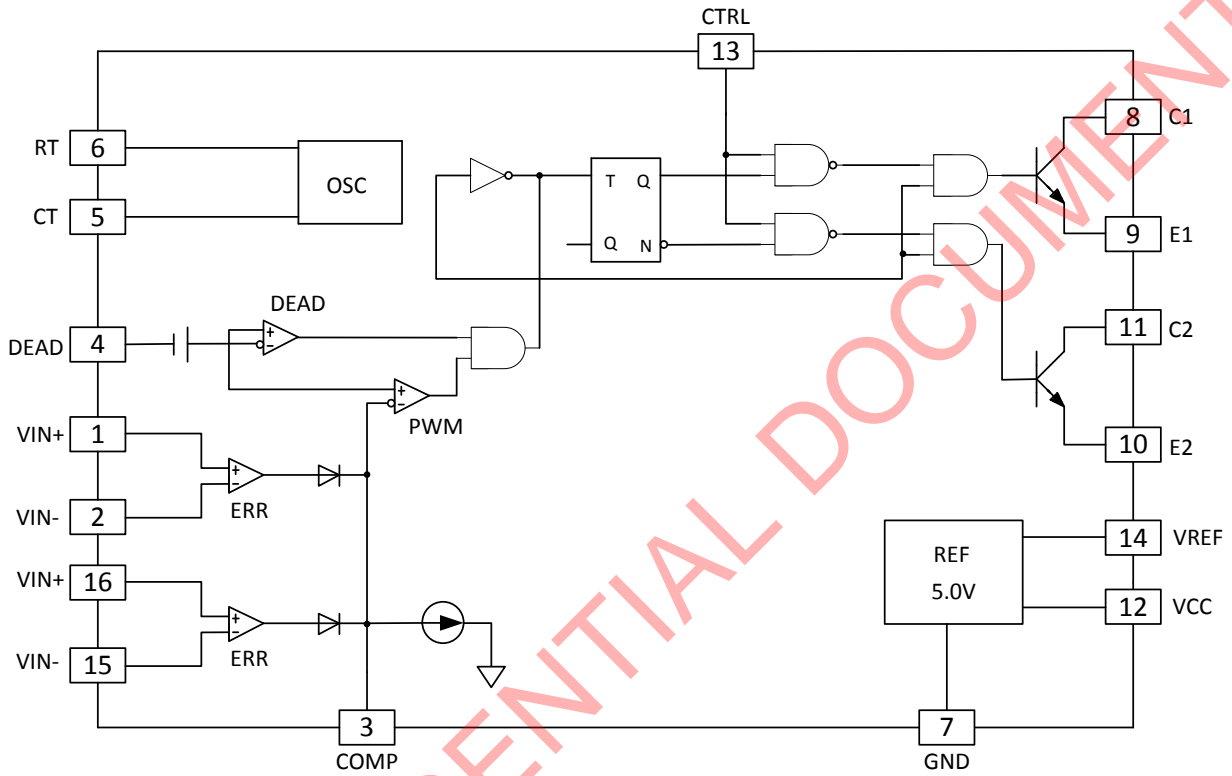 CTRL
13
8 C1
RT 6
OSC
T Q
CT 5
Q N
9 E1
DEAD
DEAD 4
+
-
11 C2
+
-
PWM
VIN+ 1
+
-
ERR
10 E2
VIN- 2
REF
5.0V
14 VREF
VIN+ 16
12 VCC
+
-
ERR
VIN- 15
3
COMP
7
GND
ENTIAL DOCUMENT